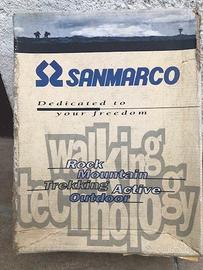 SANMARCO
Dedicated to
your freedom
walking
technology
Rock
Mountain
Trekking Active
Outdoor